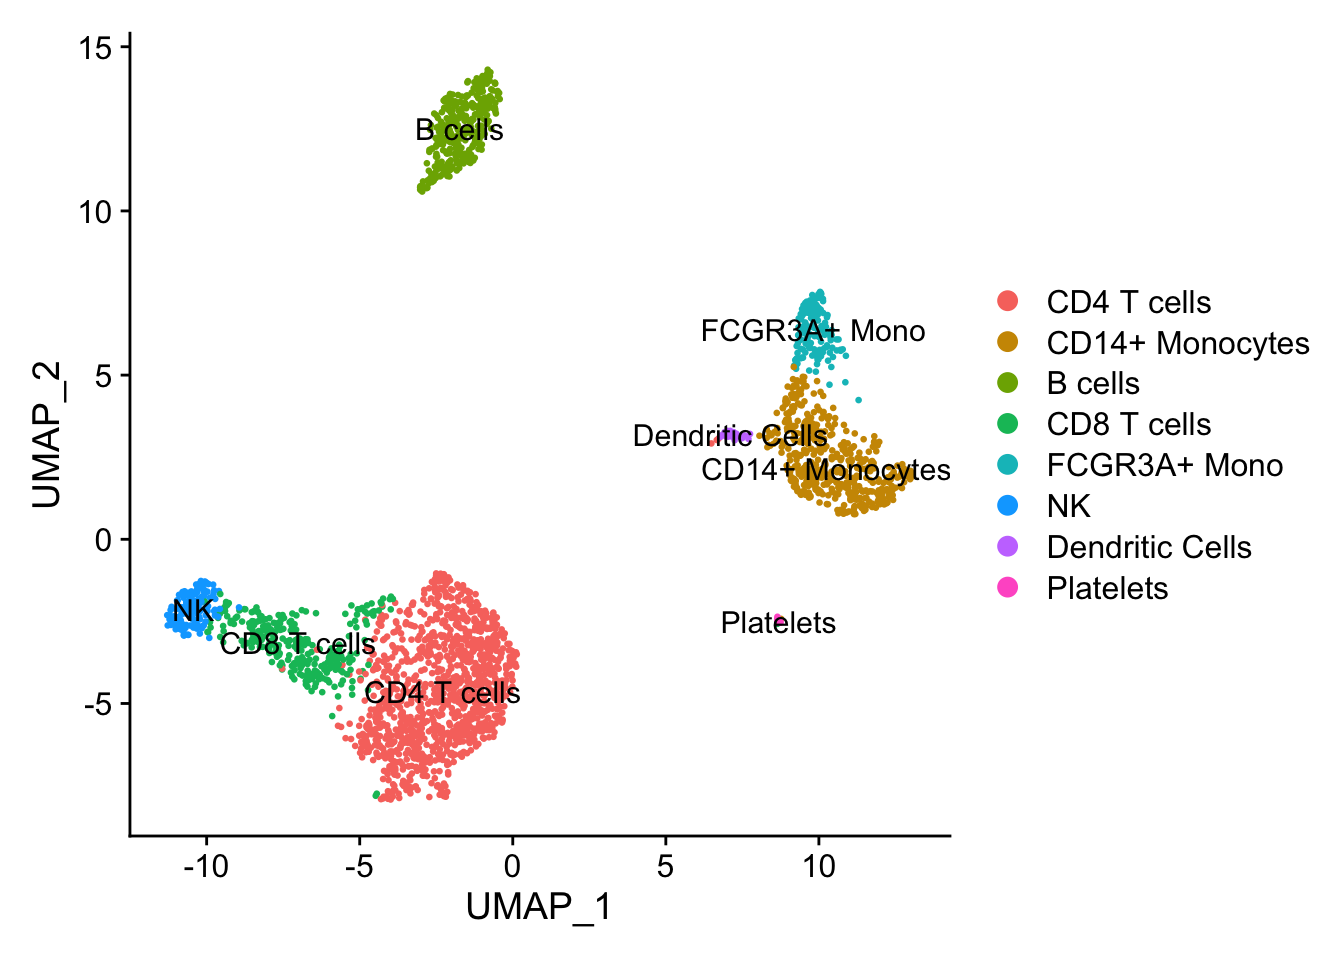 15
10
5
0
-5
-10
-5
0
5
10
UMAP_1
UMAP_2
B cells
FCGR3A+ Mono
Dendritic Cells
CD14+ Monocytes
NK
CD8 T cells
CD4 T cells
Platelets
CD4 T cells
CD14+ Monocytes
B cells
CD8 T cells
FCGR3A+ Mono
NK
Dendritic Cells
Platelets